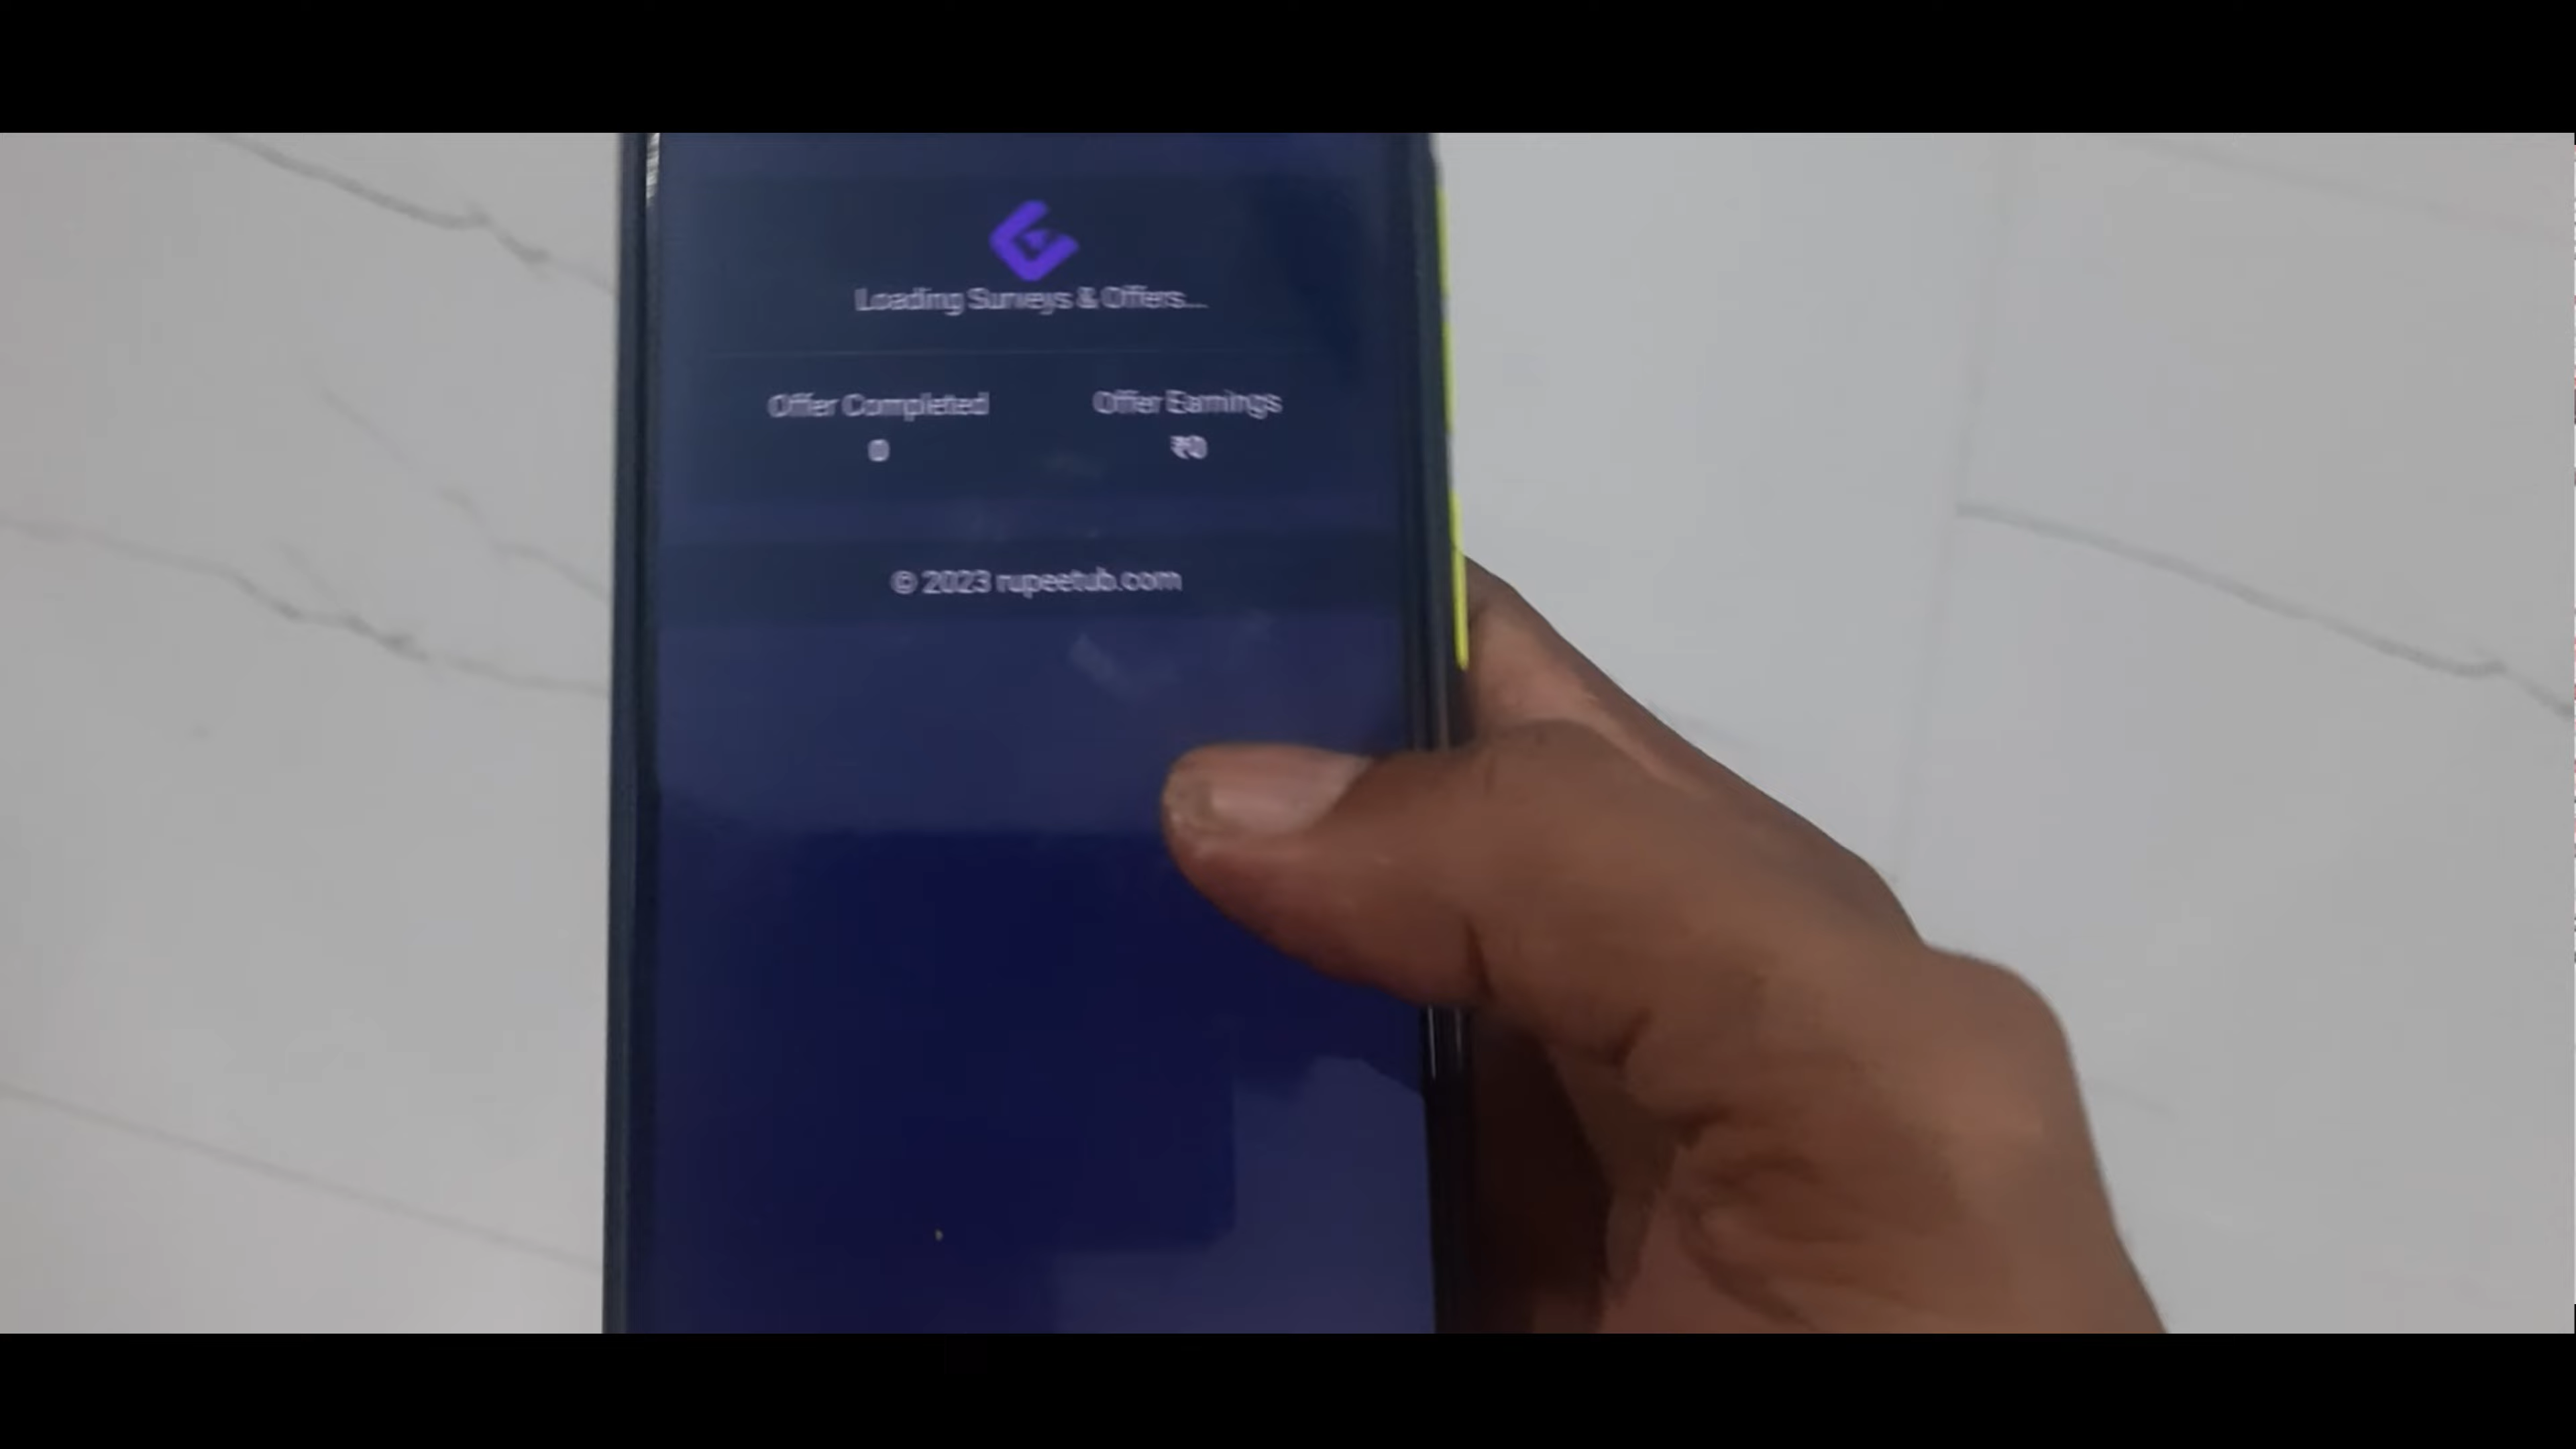 Loading Surveys & Offers...
Offer Completed
Offer Earnings
0
₹0
© 2023 rupeetub.com